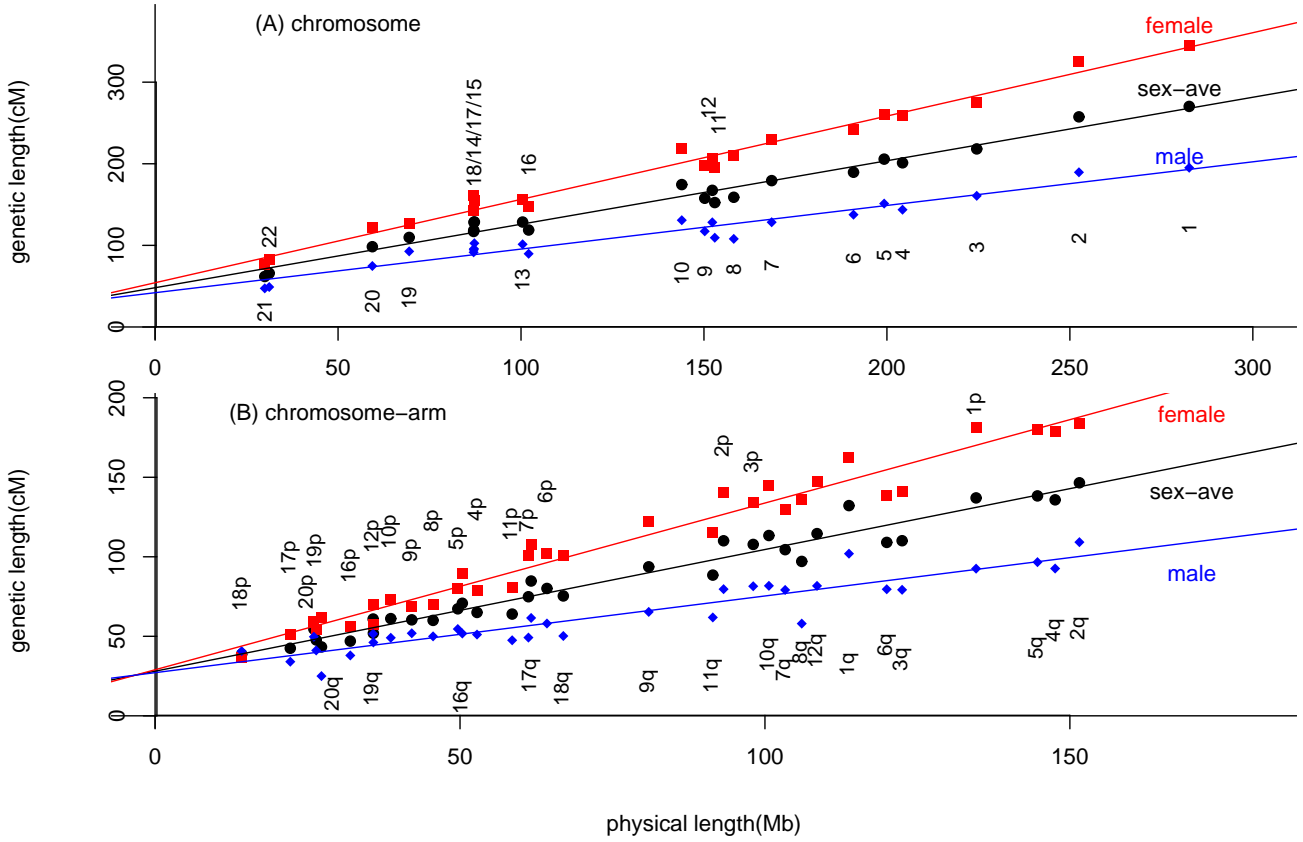 (A) chromosome
female
sex-ave
male
genetic length(cM)
0
100
200
300
21
22
20
19
18/14/17/15
13
16
10
9
12
11
8
7
6
5
4
3
2
1
0
50
100
150
200
250
300
(B) chromosome-arm
female
sex-ave
male
genetic length(cM)
0
50
100
150
200
18p
17p
20p
19p
20q
16p
12p
19q
10p
9p
8p
5p
16q
4p
11p
17p
17q
6p
18q
9q
11q
2p
3p
10q
7q
8q
12q
1q
6q
3q
1p
5q
4q
2q
0
50
100
150
physical length(Mb)